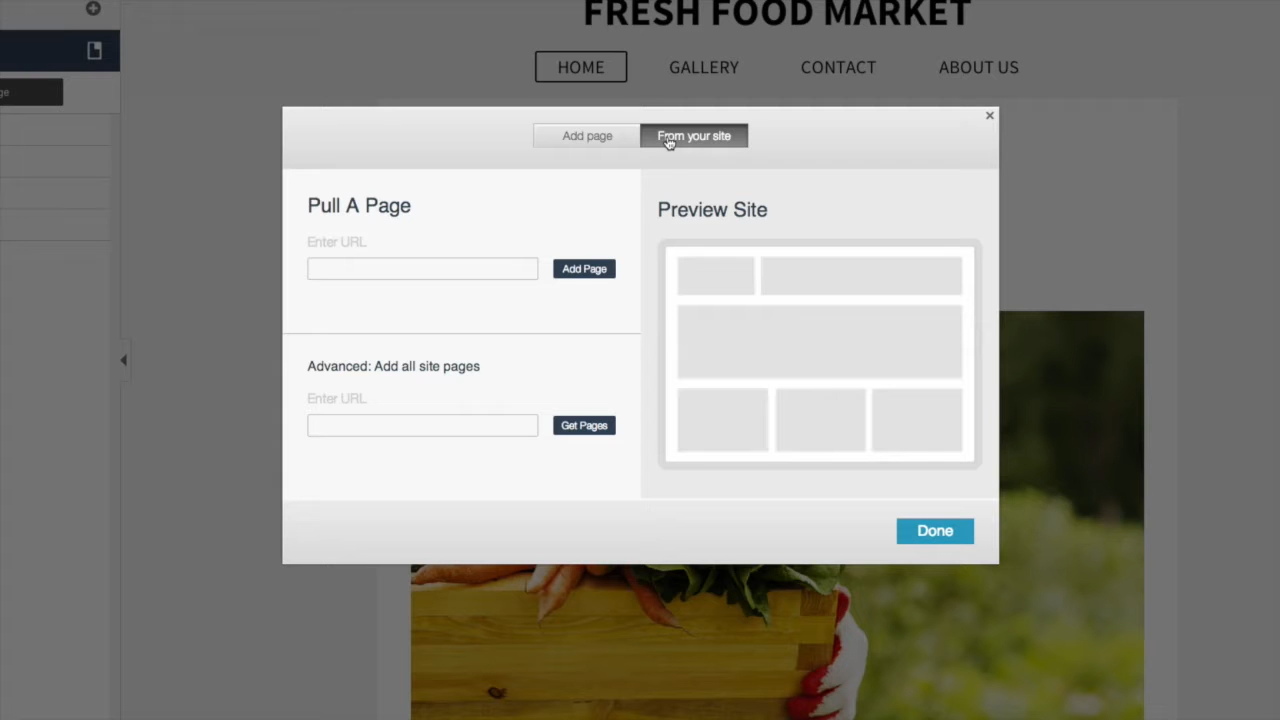 FRESH FOOD MARKET
HOME GALLERY CONTACT ABOUT US
ge
Add page From your site
Pull A Page
Enter URL
Add Page
Advanced: Add all site pages
Enter URL
Get Pages
Preview Site
Done